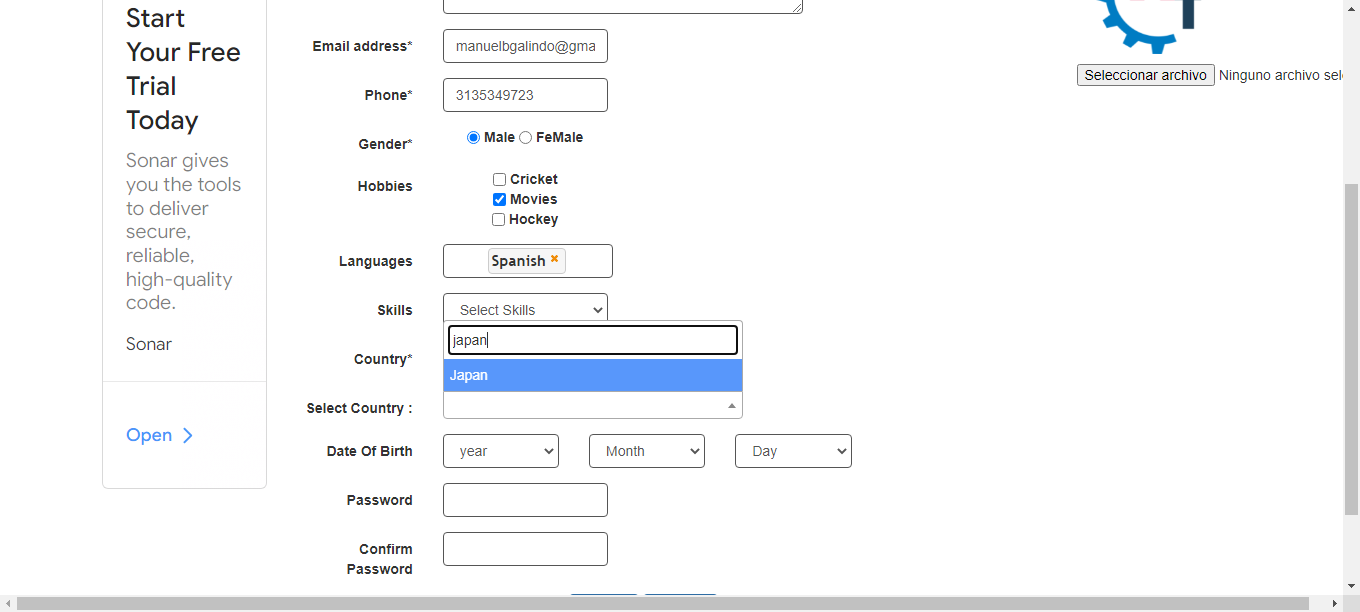 Start
Your Free
Trial
Today
Sonar gives
you the tools
to deliver
secure,
reliable,
high-quality
code.
Sonar
Open
Email address*
manuelbgalindo@gma
Phone*
3135349723
Gender*
Male FeMale
Hobbies
Cricket
Movies
Hockey
Languages
Spanish
Skills
Select Skills
japan
Country*
Japan
Select Country :
Date Of Birth
year Month Day
Password
Confirm
Password
Seleccionar archivo Ninguno archivo sel